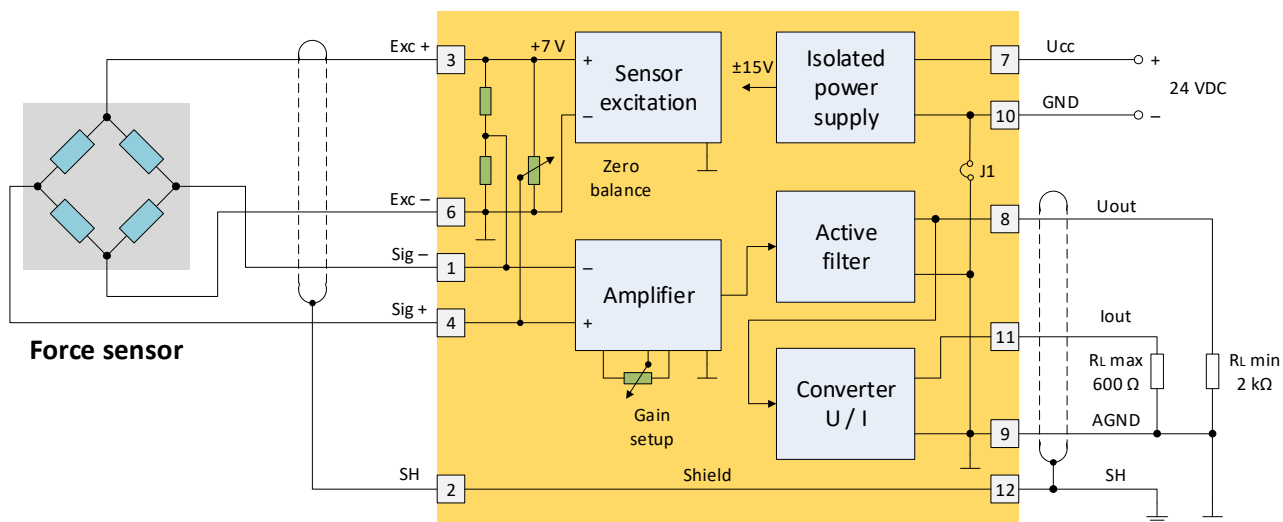 Exc +
3
+7 V
+
Sensor
excitation
−
±15V
Isolated
power
supply
7
Ucc
+
24 VDC
10
GND
−
J1
Zero
balance
Exc −
6
Sig −
1
−
Amplifier
Sig +
4
+
Gain
setup
Active
filter
8
Uout
Iout
11
RL max
600 Ω
RL min
2 kΩ
Converter
U / I
9
AGND
Force sensor
SH
2
Shield
12
SH